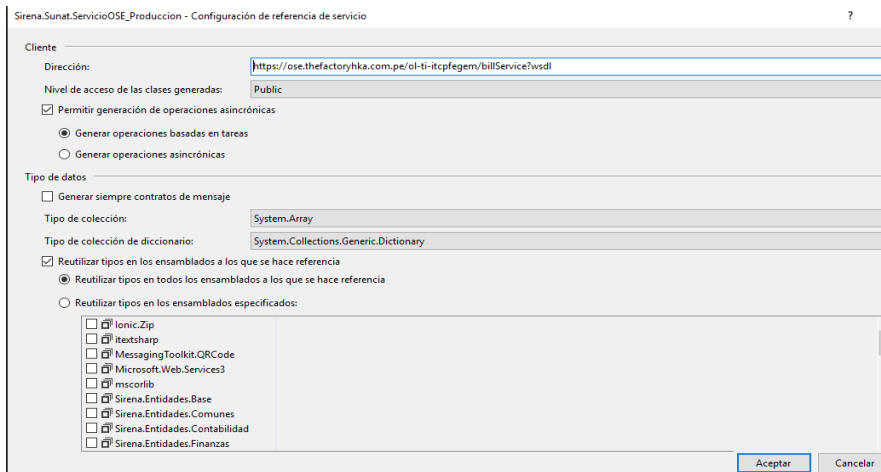 Sirena.Sunat.ServicioOSE_Produccion - Configuración de referencia de servicio ?
Cliente
Dirección: https://ose.thefactoryhka.com.pe/ol-ti-itcpfegem/billService?wsdl
Nivel de acceso de las clases generadas: Public
Permitir generación de operaciones asincrónicas
Generar operaciones basadas en tareas
Generar operaciones asincrónicas
Tipo de datos
Generar siempre contratos de mensaje
Tipo de colección: System.Array
Tipo de colección de diccionario: System.Collections.Generic.Dictionary
Reutilizar tipos en los ensamblados a los que se hace referencia
Reutilizar tipos en todos los ensamblados a los que se hace referencia
Reutilizar tipos en los ensamblados especificados:
Ionic.Zip
itextsharp
MessagingToolkit.QRCode
Microsoft.Web.Services3
mscorlib
Sirena.Entidades.Base
Sirena.Entidades.Comunes
Sirena.Entidades.Contabilidad
Sirena.Entidades.Finanzas
Aceptar Cancelar